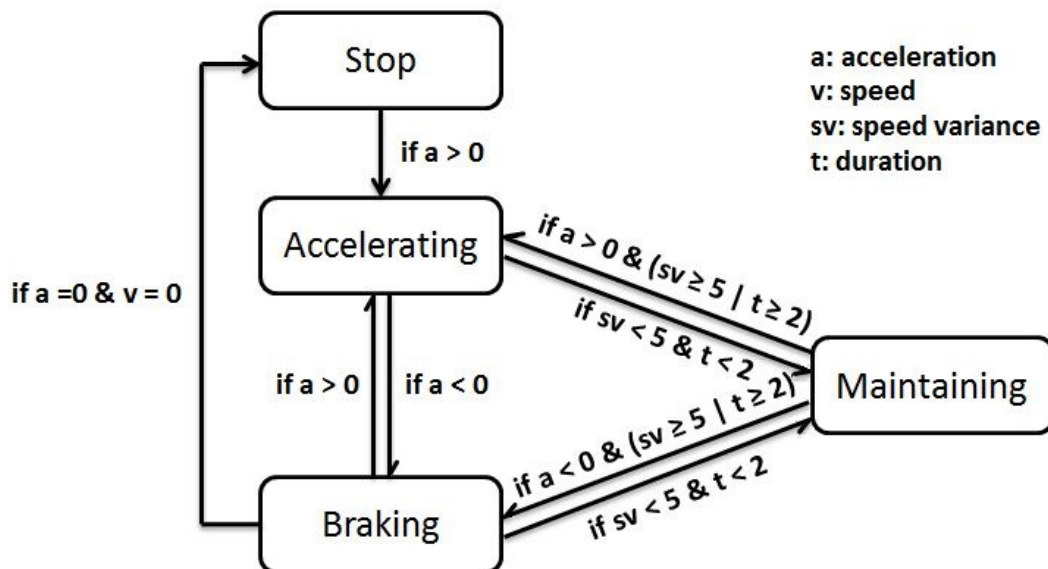 Stop
a: acceleration
v: speed
sv: speed variance
t: duration
if a > 0
Accelerating
if a > 0 & (sv ≥ 5 | t ≥ 2)
if sv < 5 & t < 2
if a =0 & v = 0
if a > 0
if a < 0
Maintaining
if a < 0 & (sv ≥ 5 | t ≥ 2)
if sv < 5 & t < 2
Braking